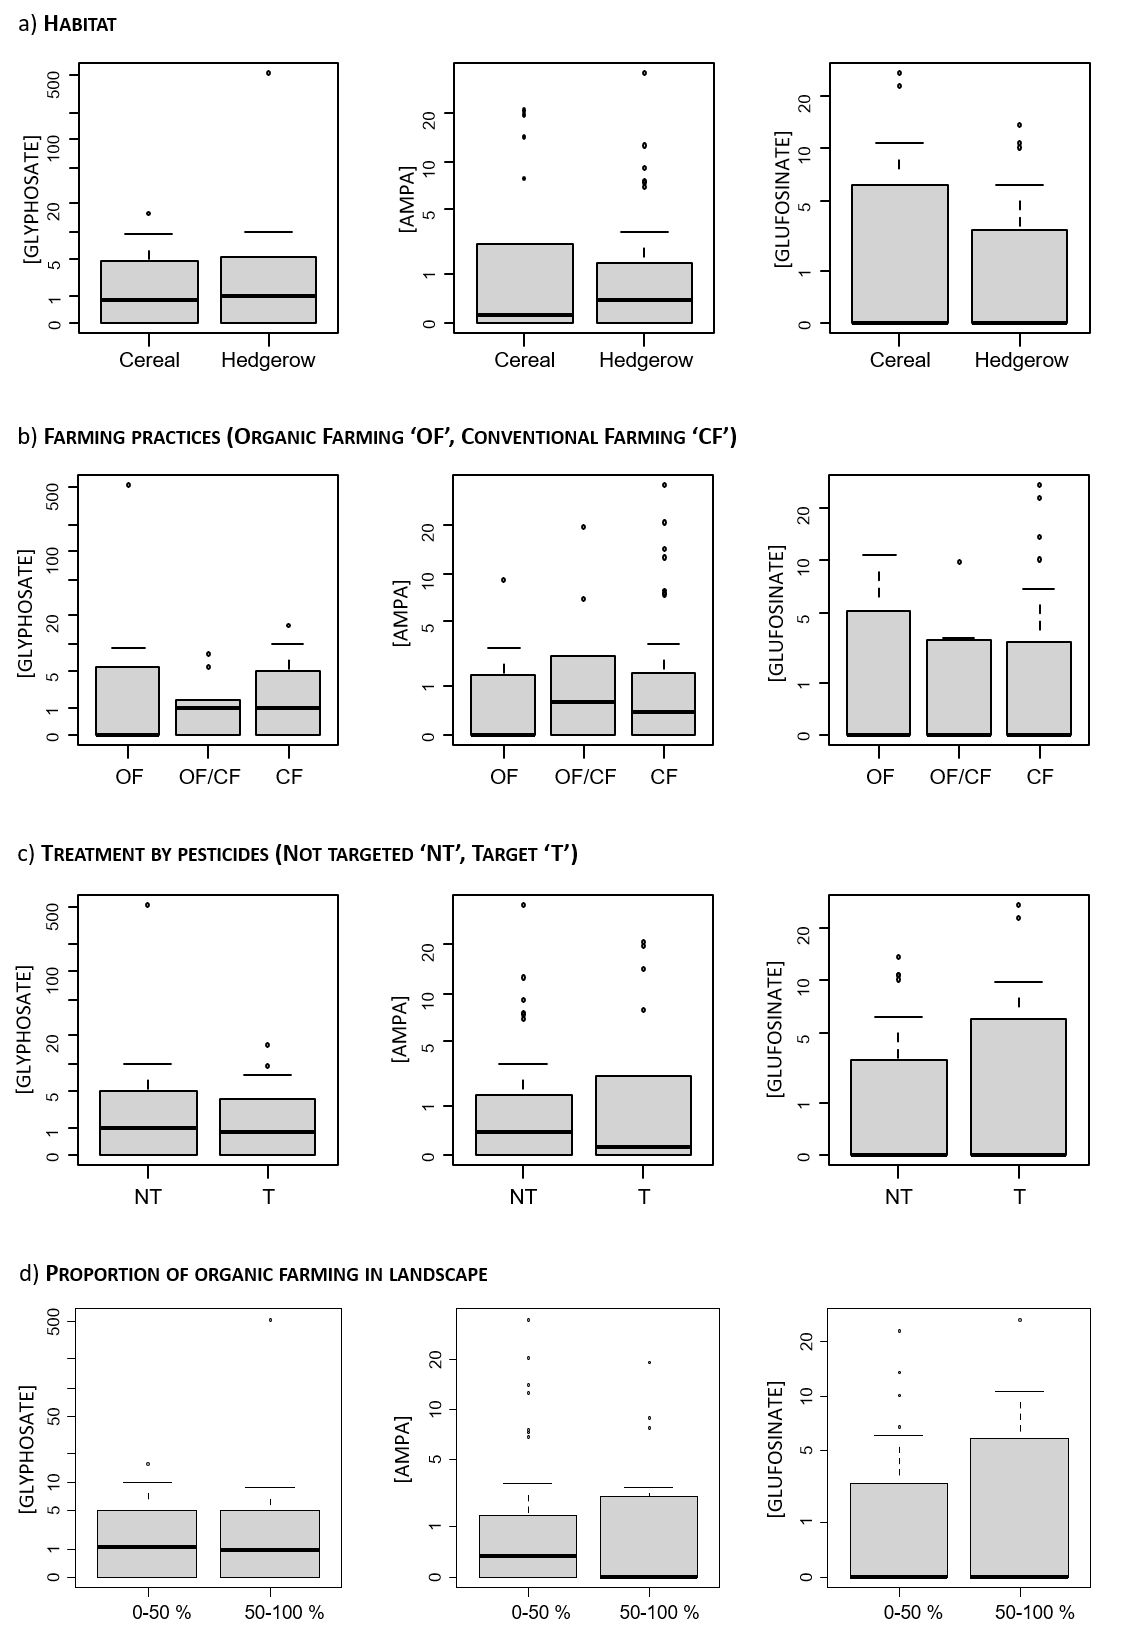 a) HABITAT
[GLYPHOSATE]
500
100
20
5
1
0
Cereal Hedgerow
[AMPA]
20
10
5
1
0
Cereal Hedgerow
[GLUFOSINATE]
20
10
5
1
0
Cereal Hedgerow
b) FARMING PRACTICES (ORGANIC FARMING ‘OF’, CONVENTIONAL FARMING ‘CF’)
[GLYPHOSATE]
500
100
20
5
1
0
OF OF/CF CF
[AMPA]
20
10
5
1
0
OF OF/CF CF
[GLUFOSINATE]
20
10
5
1
0
OF OF/CF CF
c) TREATMENT BY PESTICIDES (NOT TARGETED ‘NT’, TARGET ‘T’)
[GLYPHOSATE]
500
100
20
5
1
0
NT T
[AMPA]
20
10
5
1
0
NT T
[GLUFOSINATE]
20
10
5
1
0
NT T
d) PROPORTION OF ORGANIC FARMING IN LANDSCAPE
[GLYPHOSATE]
500
50
10
5
1
0
0-50 % 50-100 %
[AMPA]
20
10
5
1
0
0-50 % 50-100 %
[GLUFOSINATE]
20
10
5
1
0
0-50 % 50-100 %